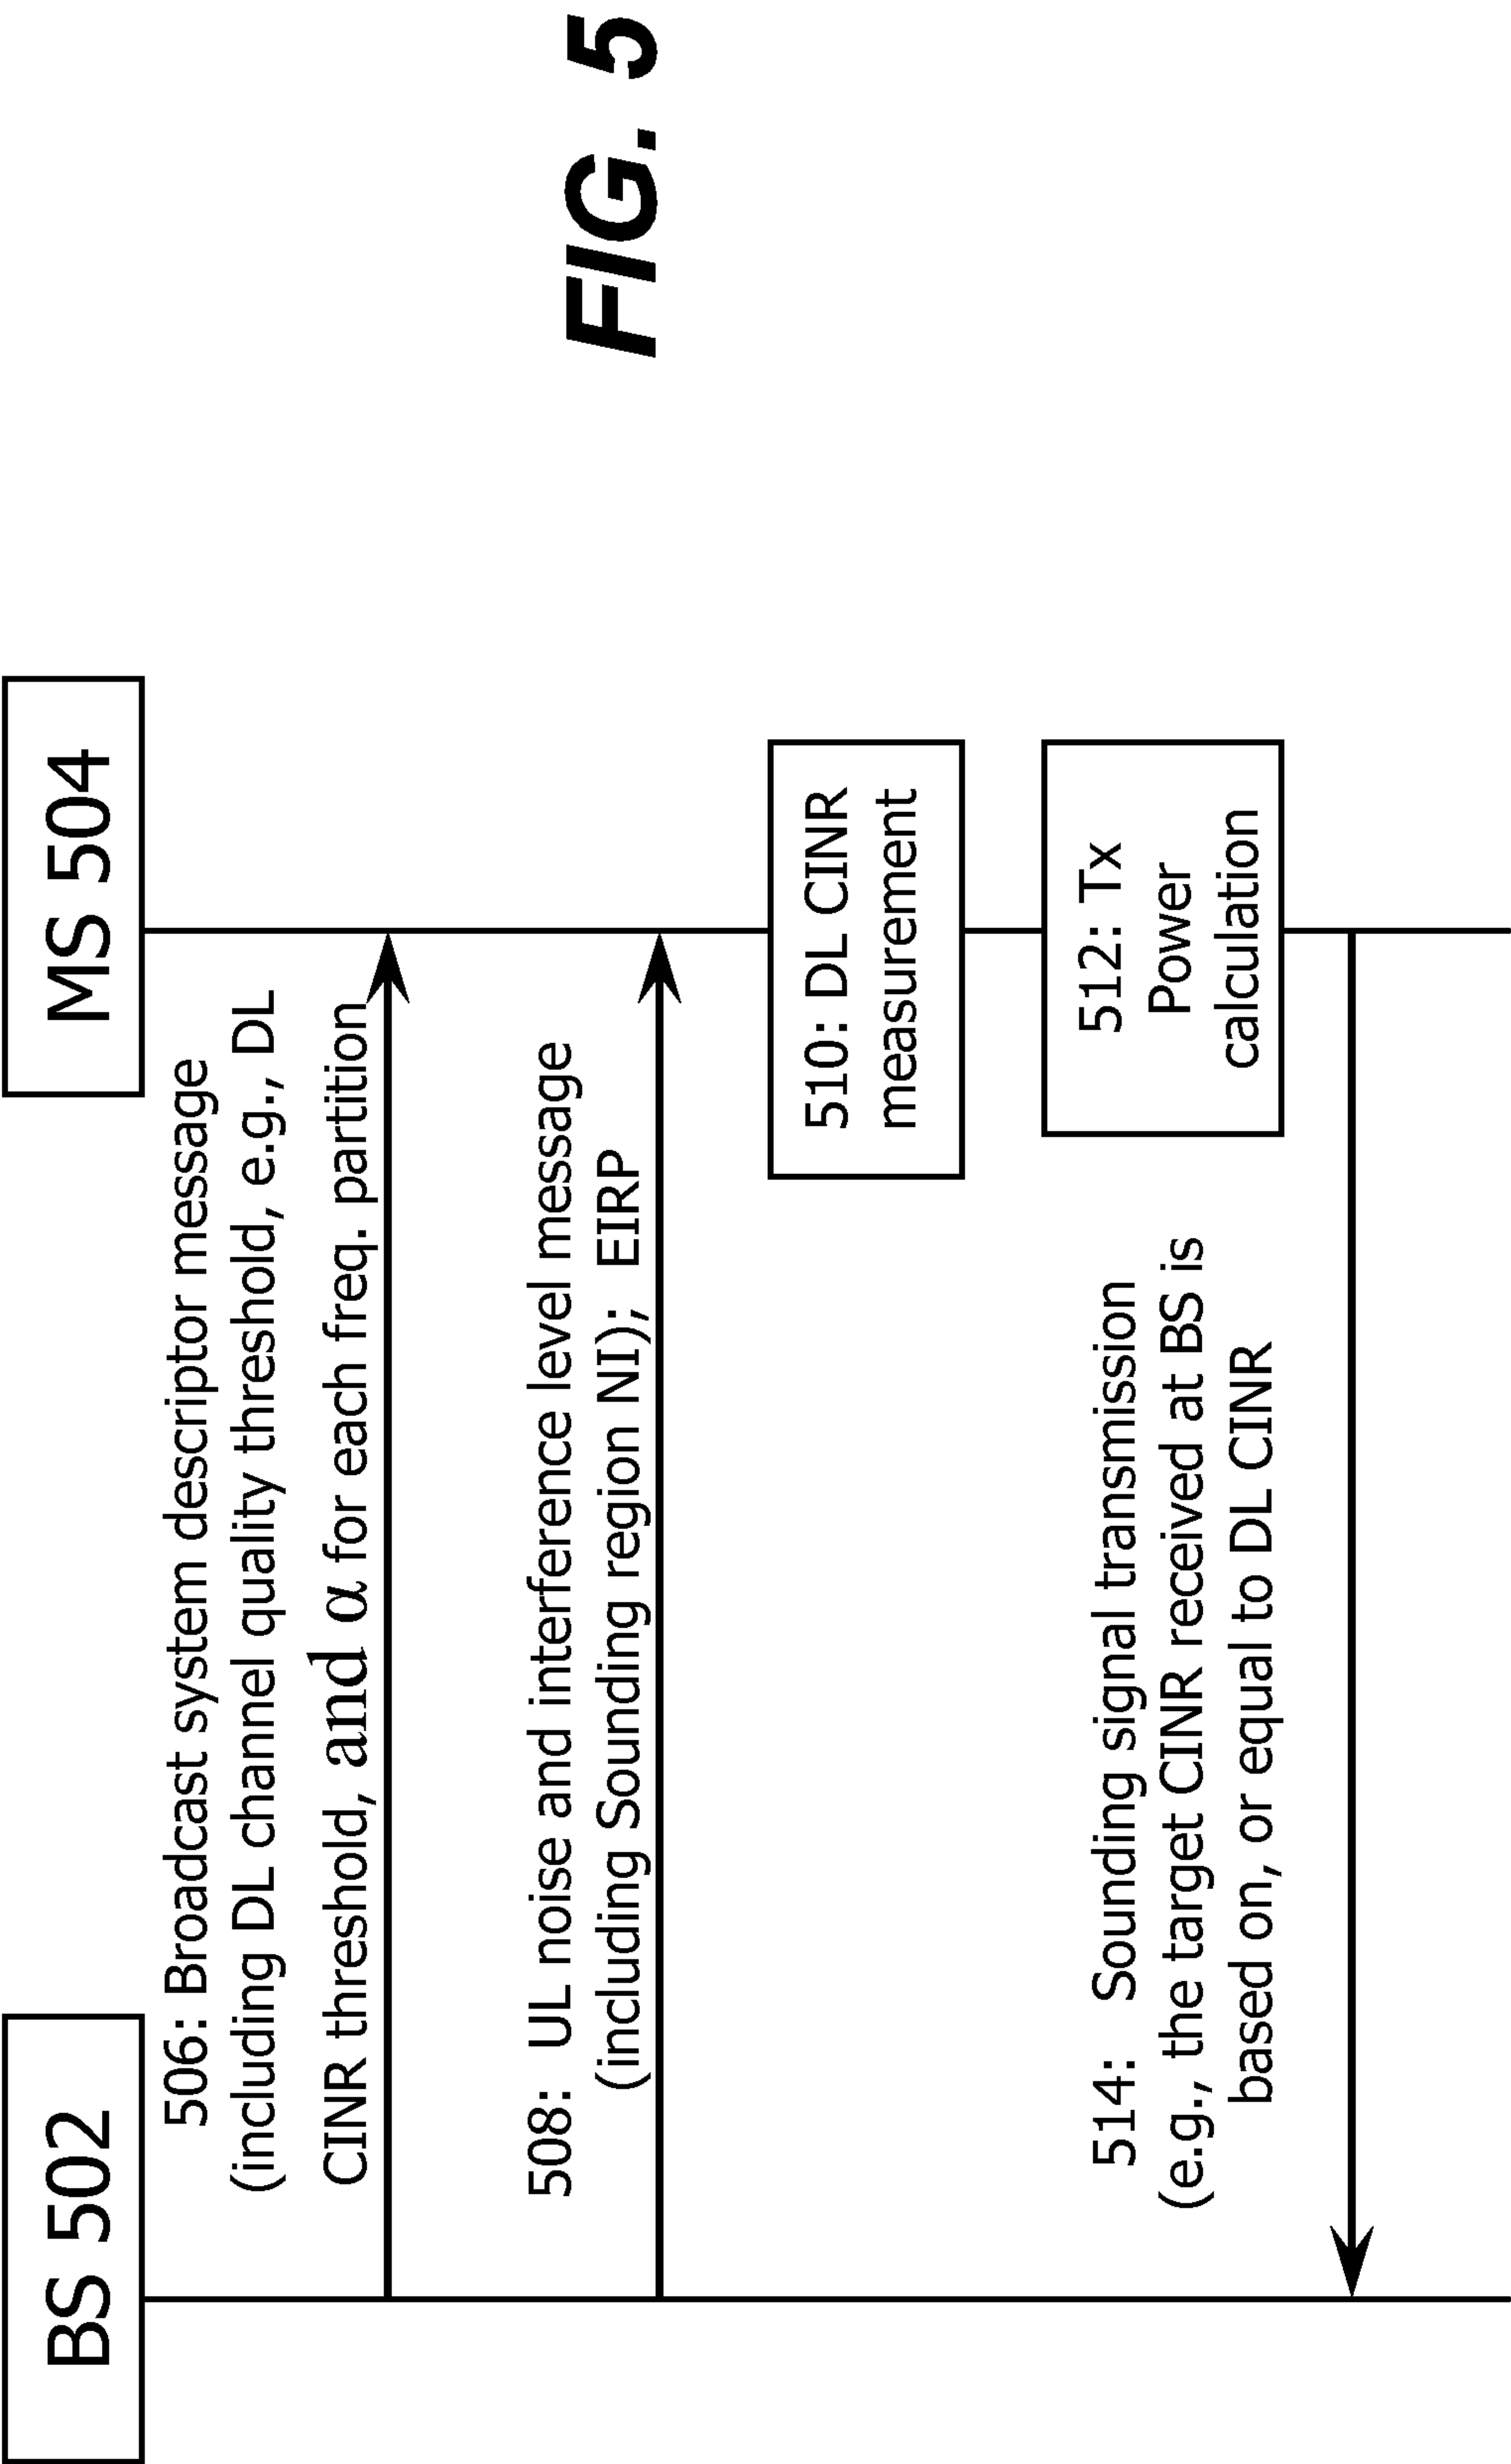 BS 502
MS 504
506: Broadcast system descriptor message
(including DL channel quality threshold, e.g., DL
CINR threshold, and α for each freq. partition
508: UL noise and interference level message
(including Sounding region NI); EIRP
510: DL CINR
measurement
512: Tx
Power
calculation
514: Sounding signal transmission
(e.g., the target CINR received at BS is
based on, or equal to DL CINR
FIG. 5